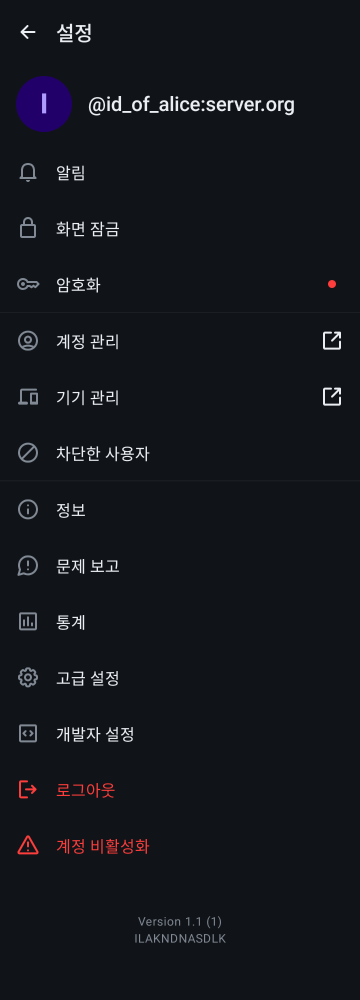 설정
I
@id_of_alice:server.org
알림
화면 잠금
암호화
계정 관리
기기 관리
차단한 사용자
정보
문제 보고
통계
고급 설정
개발자 설정
로그아웃
계정 비활성화
Version 1.1 (1)
ILAKNDNASDLK